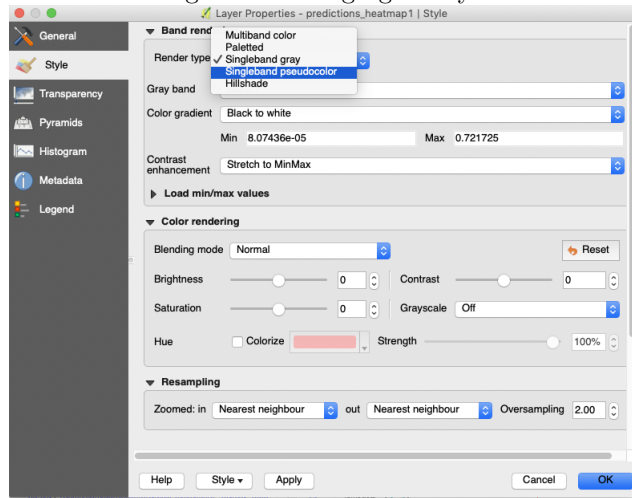 Layer Properties - predictions_heatmap1 | Style
General
Style
Transparency
Pyramids
Histogram
Metadata
Legend
Band rend
Render type
Multiband color
Paletted
✓ Singleband gray
Singleband pseudocolor
Hillshade
Gray band
Color gradient Black to white
Min 8.07436e-05 Max 0.721725
Contrast
enhancement Stretch to MinMax
Load min/max values
Color rendering
Blending mode Normal Reset
Brightness 0 Contrast 0
Saturation 0 Grayscale Off
Hue Colorize Strength 100%
Resampling
Zoomed: in Nearest neighbour out Nearest neighbour Oversampling 2.00
Help Style Apply Cancel OK